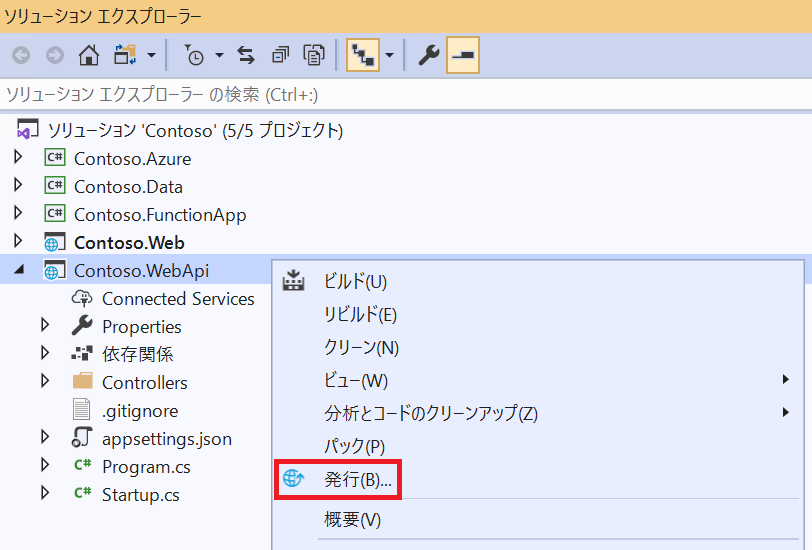 ソリューション エクスプローラー
ソリューション エクスプローラー の検索 (Ctrl+:)
ソリューション 'Contoso' (5/5 プロジェクト)
C# Contoso.Azure
C# Contoso.Data
C# Contoso.FunctionApp
Contoso.Web
Contoso.WebApi
Connected Services
Properties
依存関係
Controllers
.gitignore
appsettings.json
C# Program.cs
C# Startup.cs
ビルド(U)
リビルド(E)
クリーン(N)
ビュー(W)
分析とコードのクリーンアップ(Z)
パック(P)
発行(B)...
概要(V)